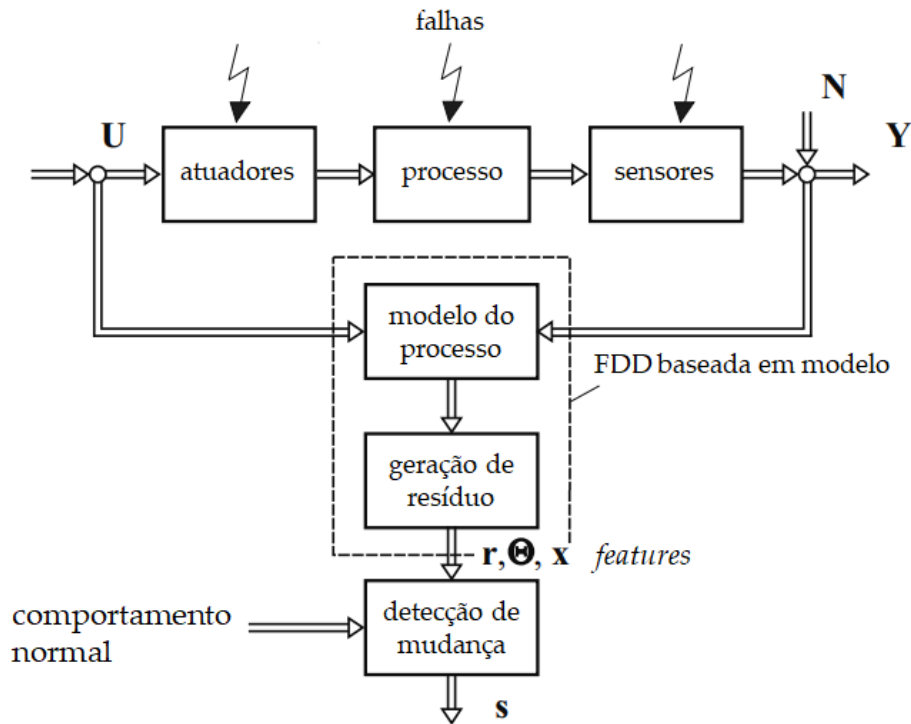 falhas
N
U
Y
atuadores
processo
sensores
modelo do
processo
FDD baseada em modelo
geração de
resíduo
r, Θ, x features
comportamento
normal
detecção de
mudança
s